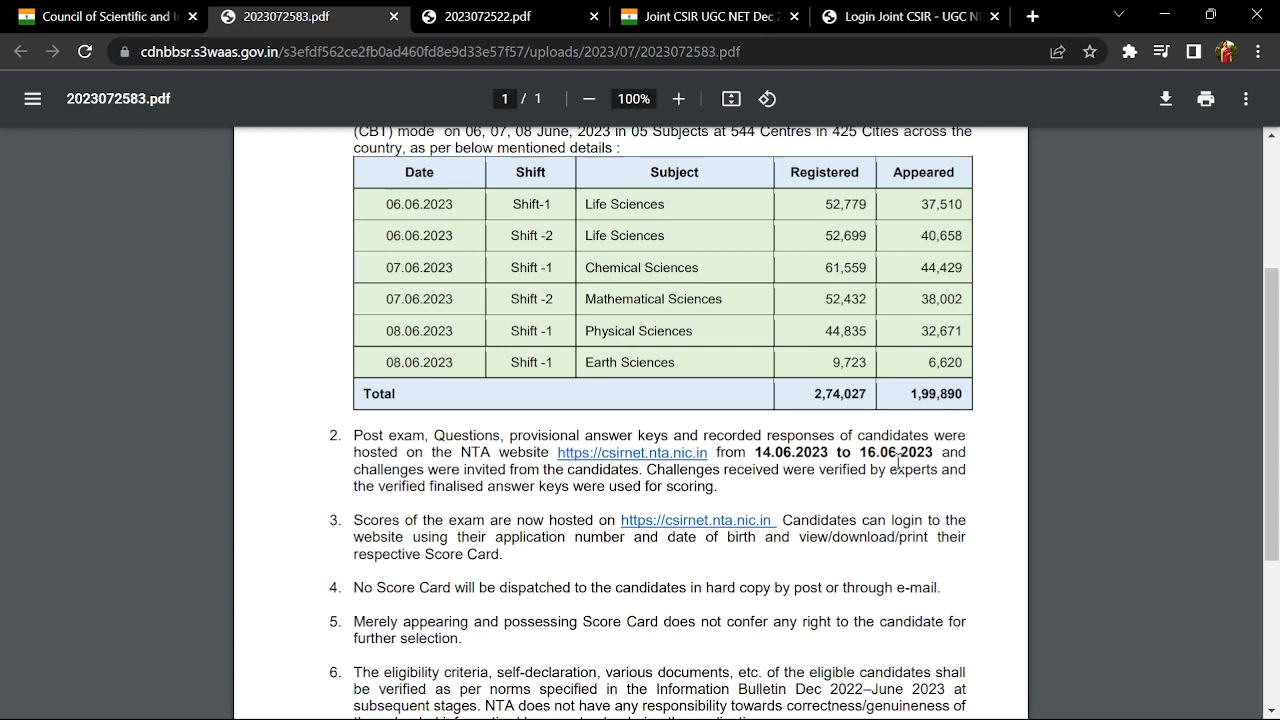 Council of Scientific and I
2023072583.pdf
2023072522.pdf
Joint CSIR UGC NET Dec 2
Login Joint CSIR - UGC N
cdnbbsr.s3waas.gov.in/s3efdf562ce2fb0ad460fd8e9d33e57f57/uploads/2023/07/2023072583.pdf
2023072583.pdf
1 / 1
100%
(CBT) mode on 06, 07, 08 June, 2023 in 05 Subjects at 544 Centres in 425 Cities across the
country, as per below mentioned details :
Date Shift Subject Registered Appeared
06.06.2023 Shift-1 Life Sciences 52,779 37,510
06.06.2023 Shift -2 Life Sciences 52,699 40,658
07.06.2023 Shift -1 Chemical Sciences 61,559 44,429
07.06.2023 Shift -2 Mathematical Sciences 52,432 38,002
08.06.2023 Shift -1 Physical Sciences 44,835 32,671
08.06.2023 Shift -1 Earth Sciences 9,723 6,620
Total 2,74,027 1,99,890
2. Post exam, Questions, provisional answer keys and recorded responses of candidates were
hosted on the NTA website https://csirnet.nta.nic.in from 14.06.2023 to 16.06.2023 and
challenges were invited from the candidates. Challenges received were verified by experts and
the verified finalised answer keys were used for scoring.
3. Scores of the exam are now hosted on https://csirnet.nta.nic.in Candidates can login to the
website using their application number and date of birth and view/download/print their
respective Score Card.
4. No Score Card will be dispatched to the candidates in hard copy by post or through e-mail.
5. Merely appearing and possessing Score Card does not confer any right to the candidate for
further selection.
6. The eligibility criteria, self-declaration, various documents, etc. of the eligible candidates shall
be verified as per norms specified in the Information Bulletin Dec 2022–June 2023 at
subsequent stages. NTA does not have any responsibility towards correctness/genuineness of